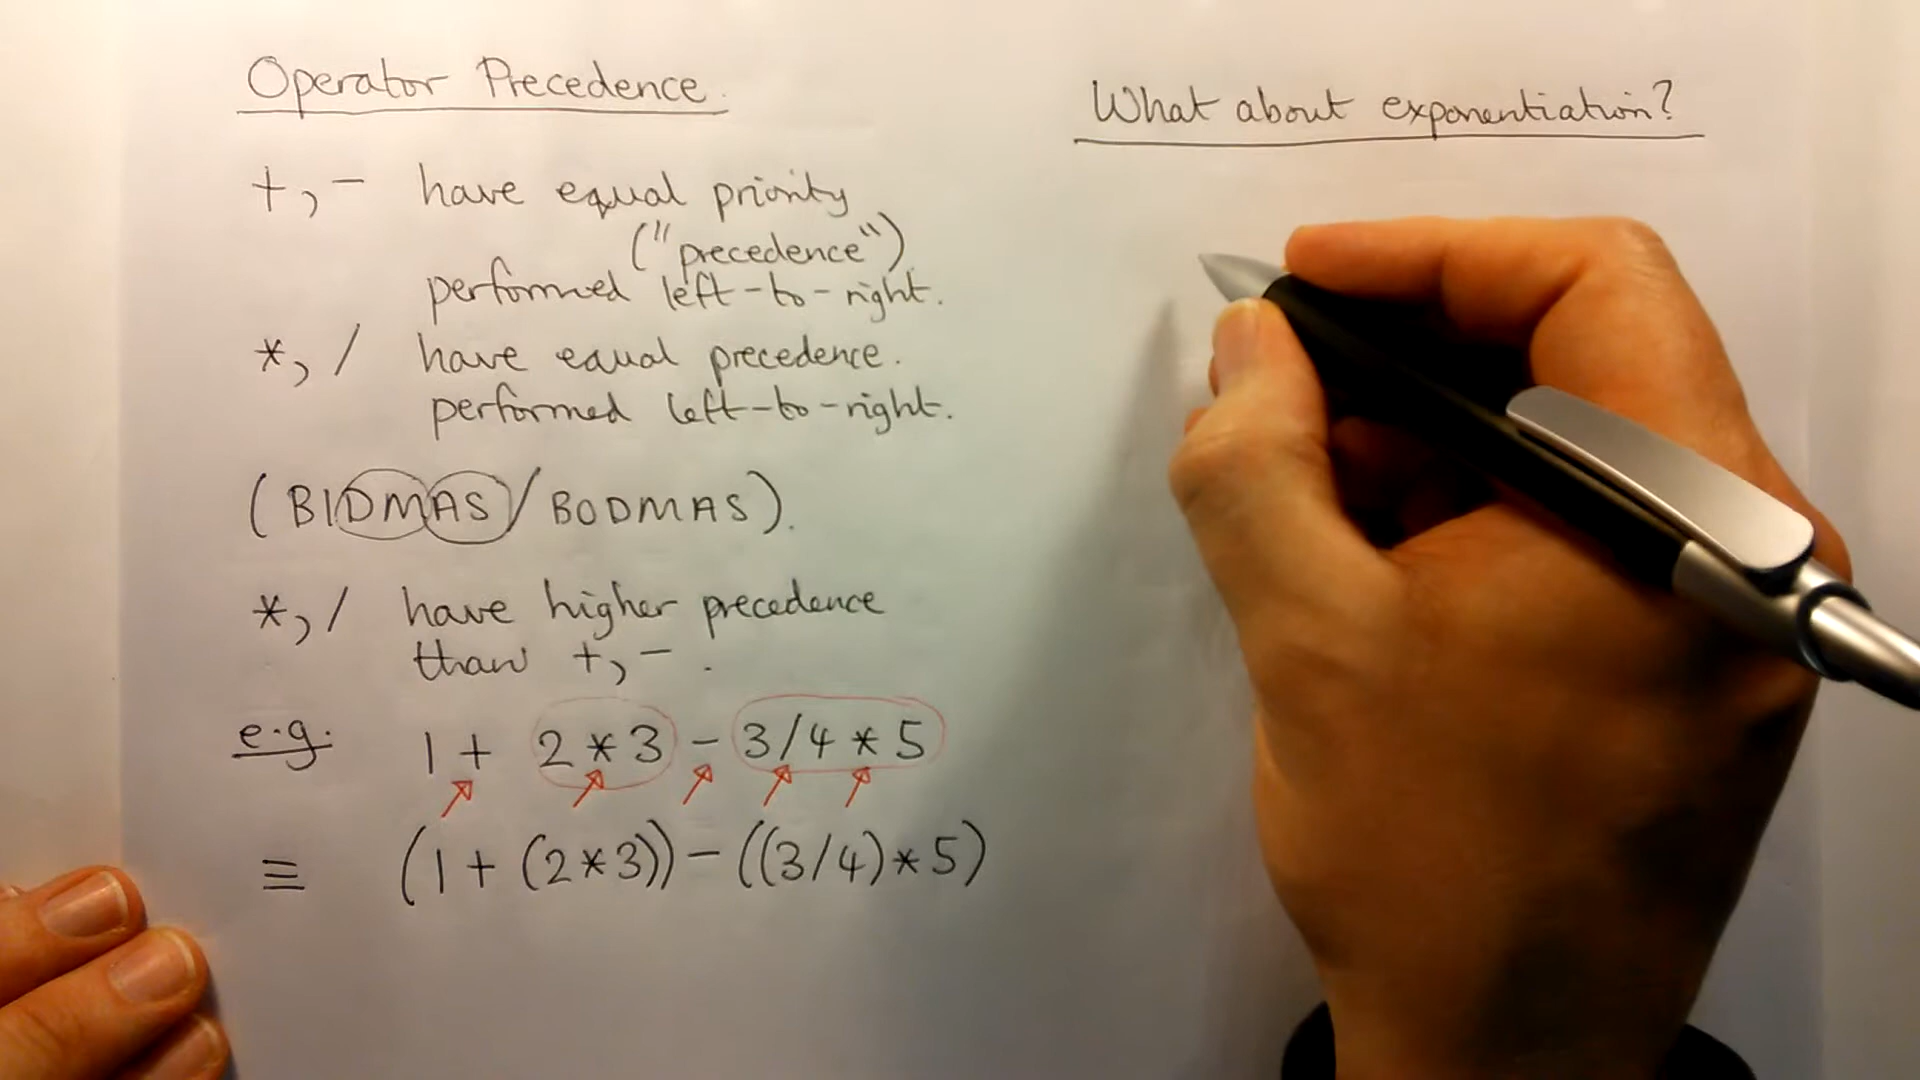 Operator Precedence.
+, - have equal priority
("precedence")
performed left-to-right.
*, / have equal precedence.
performed left-to-right.
(BIDMAS/BODMAS).
*, / have higher precedence
than +, - .
e.g. 1 + 2 * 3 - 3/4 * 5
≡ (1 + (2*3)) - ((3/4)*5)
What about exponentiation?